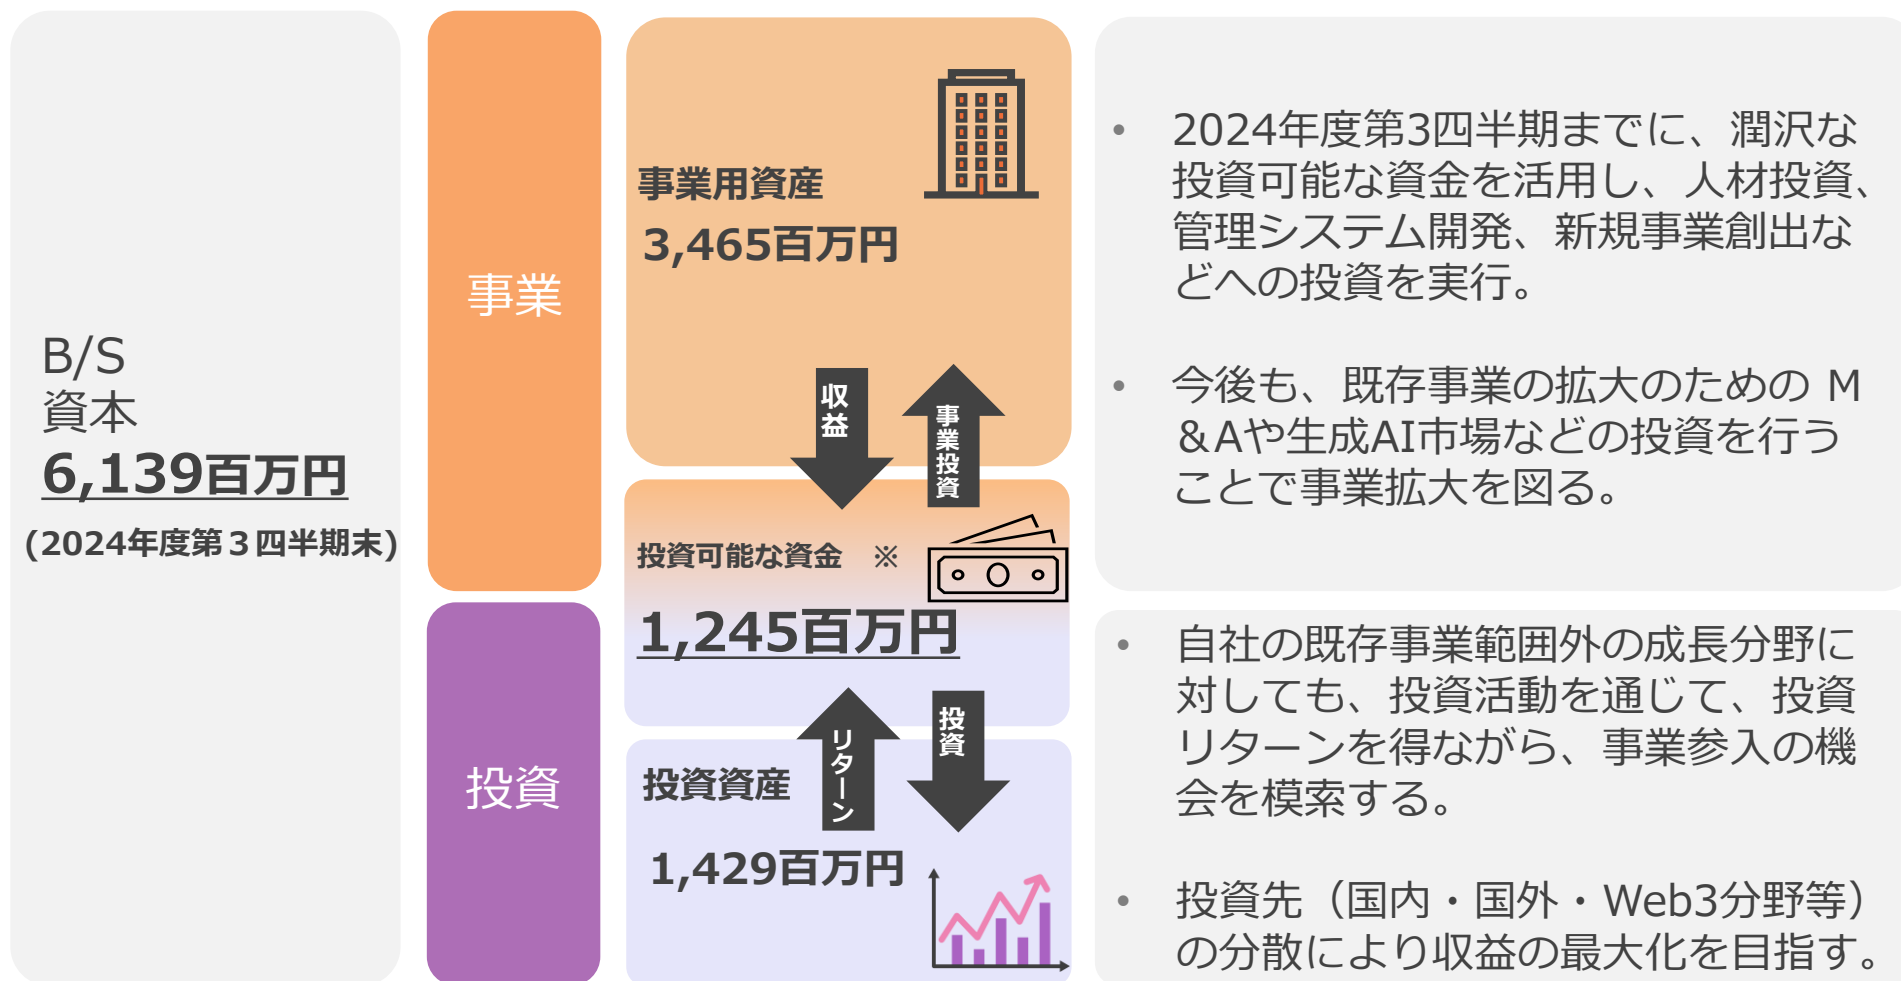 B/S
資本
6,139百万円
(2024年度第３四半期末)
事業
投資
事業用資産
3,465百万円
収益
事業投資
投資可能な資金　※
1,245百万円
リターン
投資
投資資産
1,429百万円
• 2024年度第3四半期までに、潤沢な
投資可能な資金を活用し、人材投資、
管理システム開発、新規事業創出な
どへの投資を実行。
• 今後も、既存事業の拡大のための M
＆Aや生成AI市場などの投資を行う
ことで事業拡大を図る。
• 自社の既存事業範囲外の成長分野に
対しても、投資活動を通じて、投資
リターンを得ながら、事業参入の機
会を模索する。
• 投資先（国内・国外・Web3分野等）
の分散により収益の最大化を目指す。